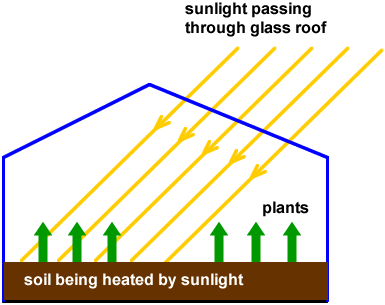 sunlight passing
through glass roof
plants
soil being heated by sunlight